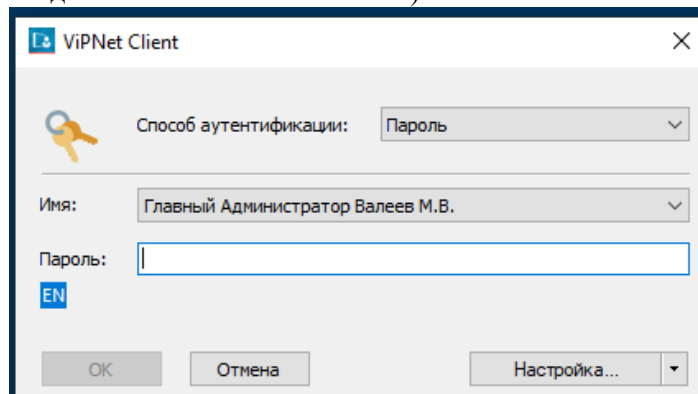 ViPNet Client
Способ аутентификации: Пароль
Имя: Главный Администратор Валеев М.В.
Пароль:
EN
OK Отмена Настройка...